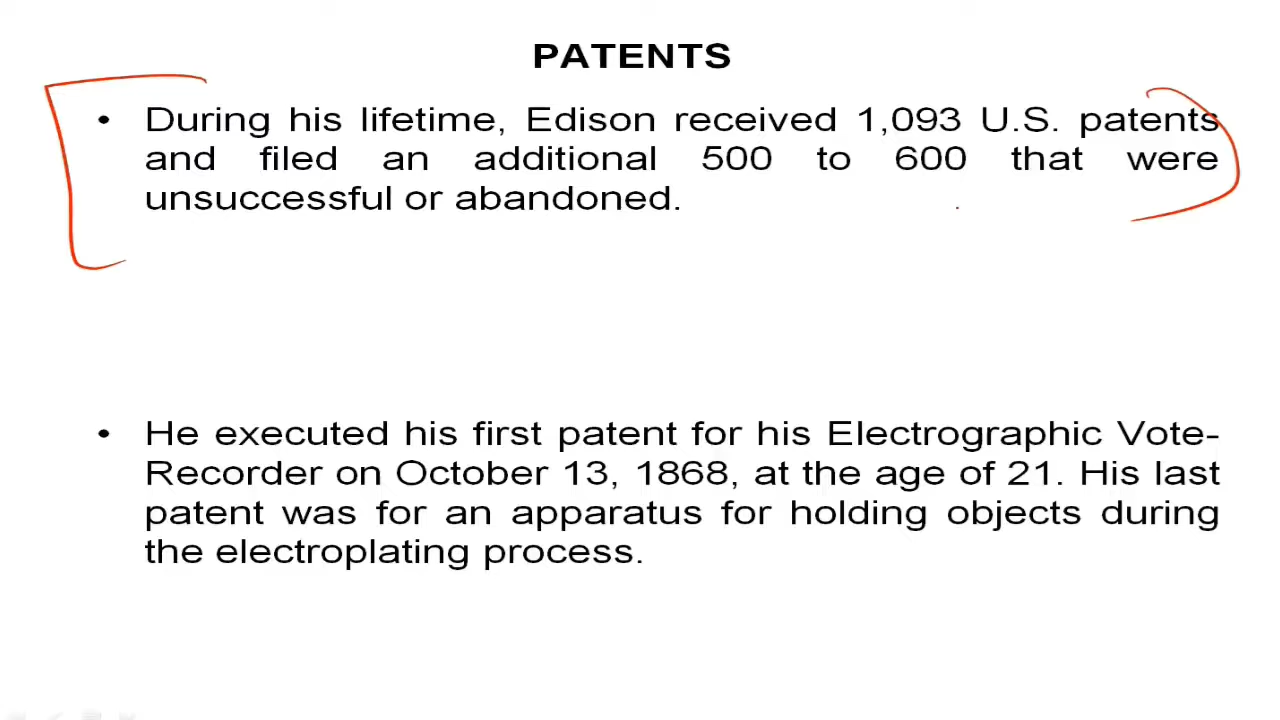 PATENTS
• During his lifetime, Edison received 1,093 U.S. patents
and filed an additional 500 to 600 that were
unsuccessful or abandoned.
• He executed his first patent for his Electrographic Vote-
Recorder on October 13, 1868, at the age of 21. His last
patent was for an apparatus for holding objects during
the electroplating process.